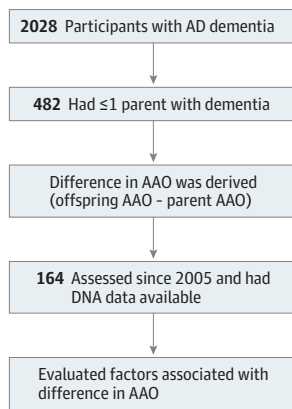 2028 Participants with AD dementia
482 Had ≤1 parent with dementia
Difference in AAO was derived
(offspring AAO - parent AAO)
164 Assessed since 2005 and had
DNA data available
Evaluated factors associated with
difference in AAO